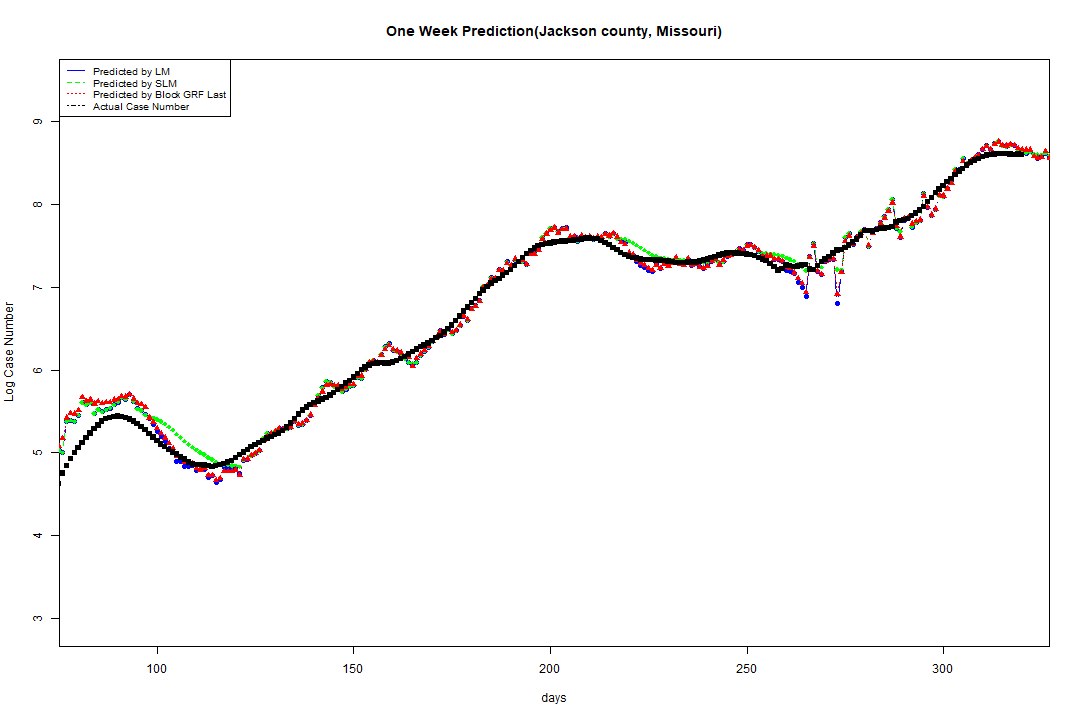 One Week Prediction(Jackson county, Missouri)
Predicted by LM
Predicted by SLM
Predicted by Block GRF Last
Actual Case Number
Log Case Number
9
8
7
6
5
4
3
100 150 200 250 300
days